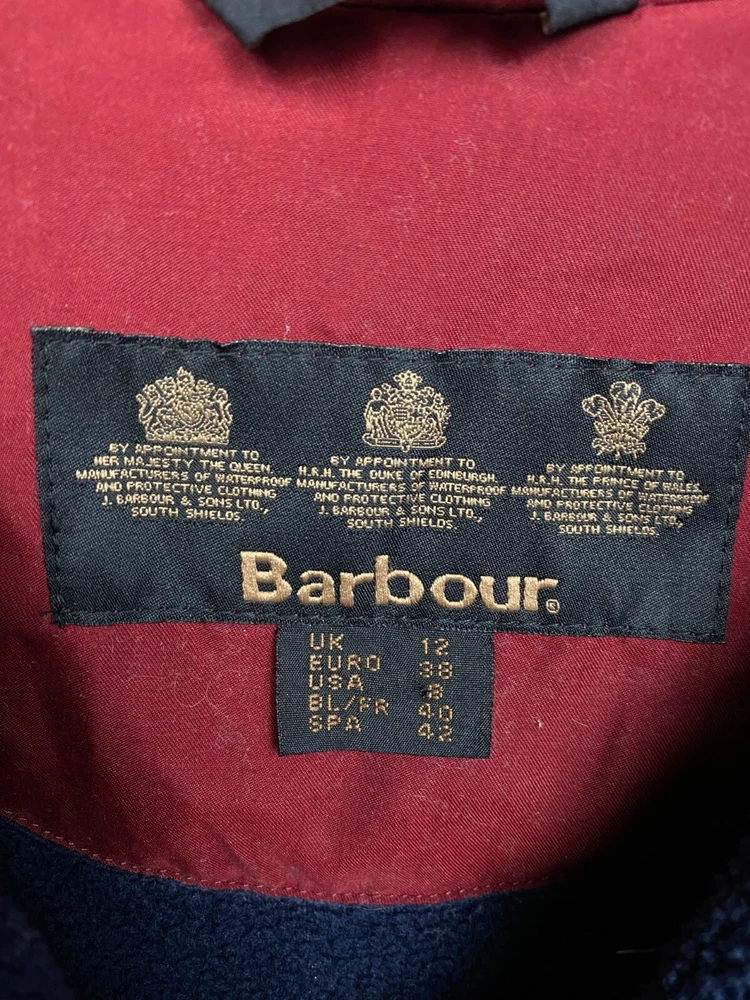 BY APPOINTMENT TO
HER MAJESTY THE QUEEN.
MANUFACTURERS OF WATERPROOF
AND PROTECTIVE CLOTHING
J. BARBOUR & SONS LTD.,
SOUTH SHIELDS.
BY APPOINTMENT TO
H.R.H. THE DUKE OF EDINBURGH.
MANUFACTURERS OF WATERPROOF
AND PROTECTIVE CLOTHING
J. BARBOUR & SONS LTD.,
SOUTH SHIELDS.
BY APPOINTMENT TO
H.R.H. THE PRINCE OF WALES.
MANUFACTURERS OF WATERPROOF
AND PROTECTIVE CLOTHING
J. BARBOUR & SONS LTD.,
SOUTH SHIELDS.
Barbour®
UK 12
EURO 38
USA 8
BL/FR 40
SPA 42